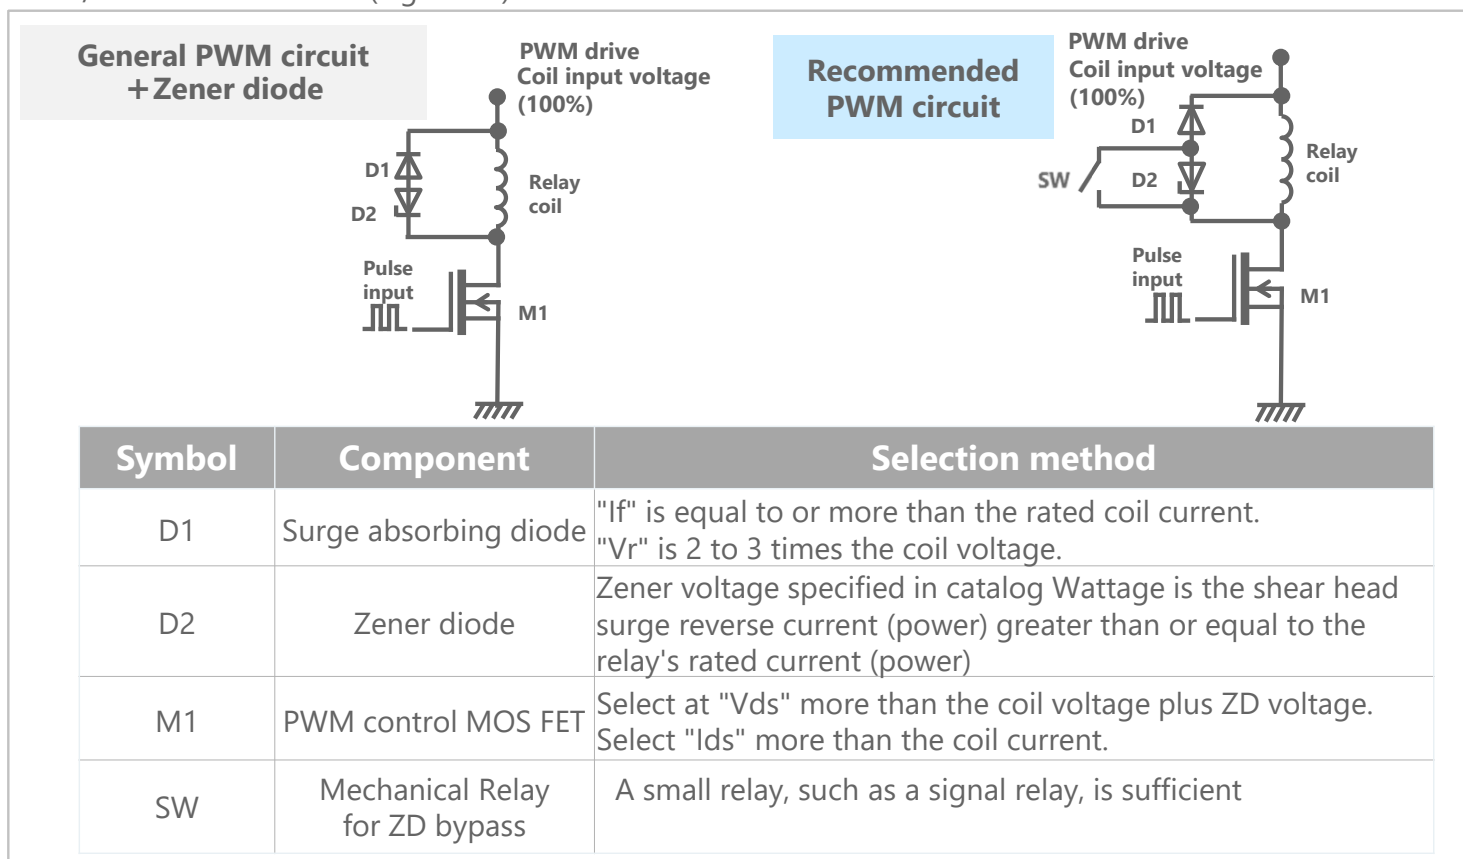 General PWM circuit
+Zener diode
PWM drive
Coil input voltage
(100%)
D1
D2
Relay
coil
Pulse
input
M1
Recommended
PWM circuit
PWM drive
Coil input voltage
(100%)
D1
SW
D2
Relay
coil
Pulse
input
M1
Symbol Component Selection method
D1 Surge absorbing diode "If" is equal to or more than the rated coil current.
"Vr" is 2 to 3 times the coil voltage.
D2 Zener diode Zener voltage specified in catalog Wattage is the shear head
surge reverse current (power) greater than or equal to the
relay's rated current (power)
M1 PWM control MOS FET Select at "Vds" more than the coil voltage plus ZD voltage.
Select "Ids" more than the coil current.
SW Mechanical Relay
for ZD bypass
A small relay, such as a signal relay, is sufficient